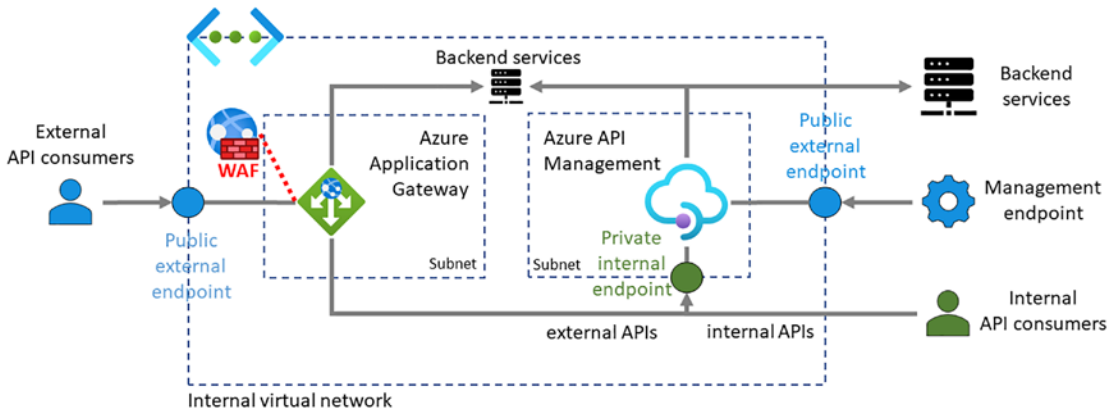 Backend services
Backend
services
External
API consumers
WAF
Azure
Application
Gateway
Subnet
Azure API
Management
Subnet
Public
external
endpoint
Management
endpoint
Public
external
endpoint
Private
internal
endpoint
external APIs
internal APIs
Internal
API consumers
Internal virtual network